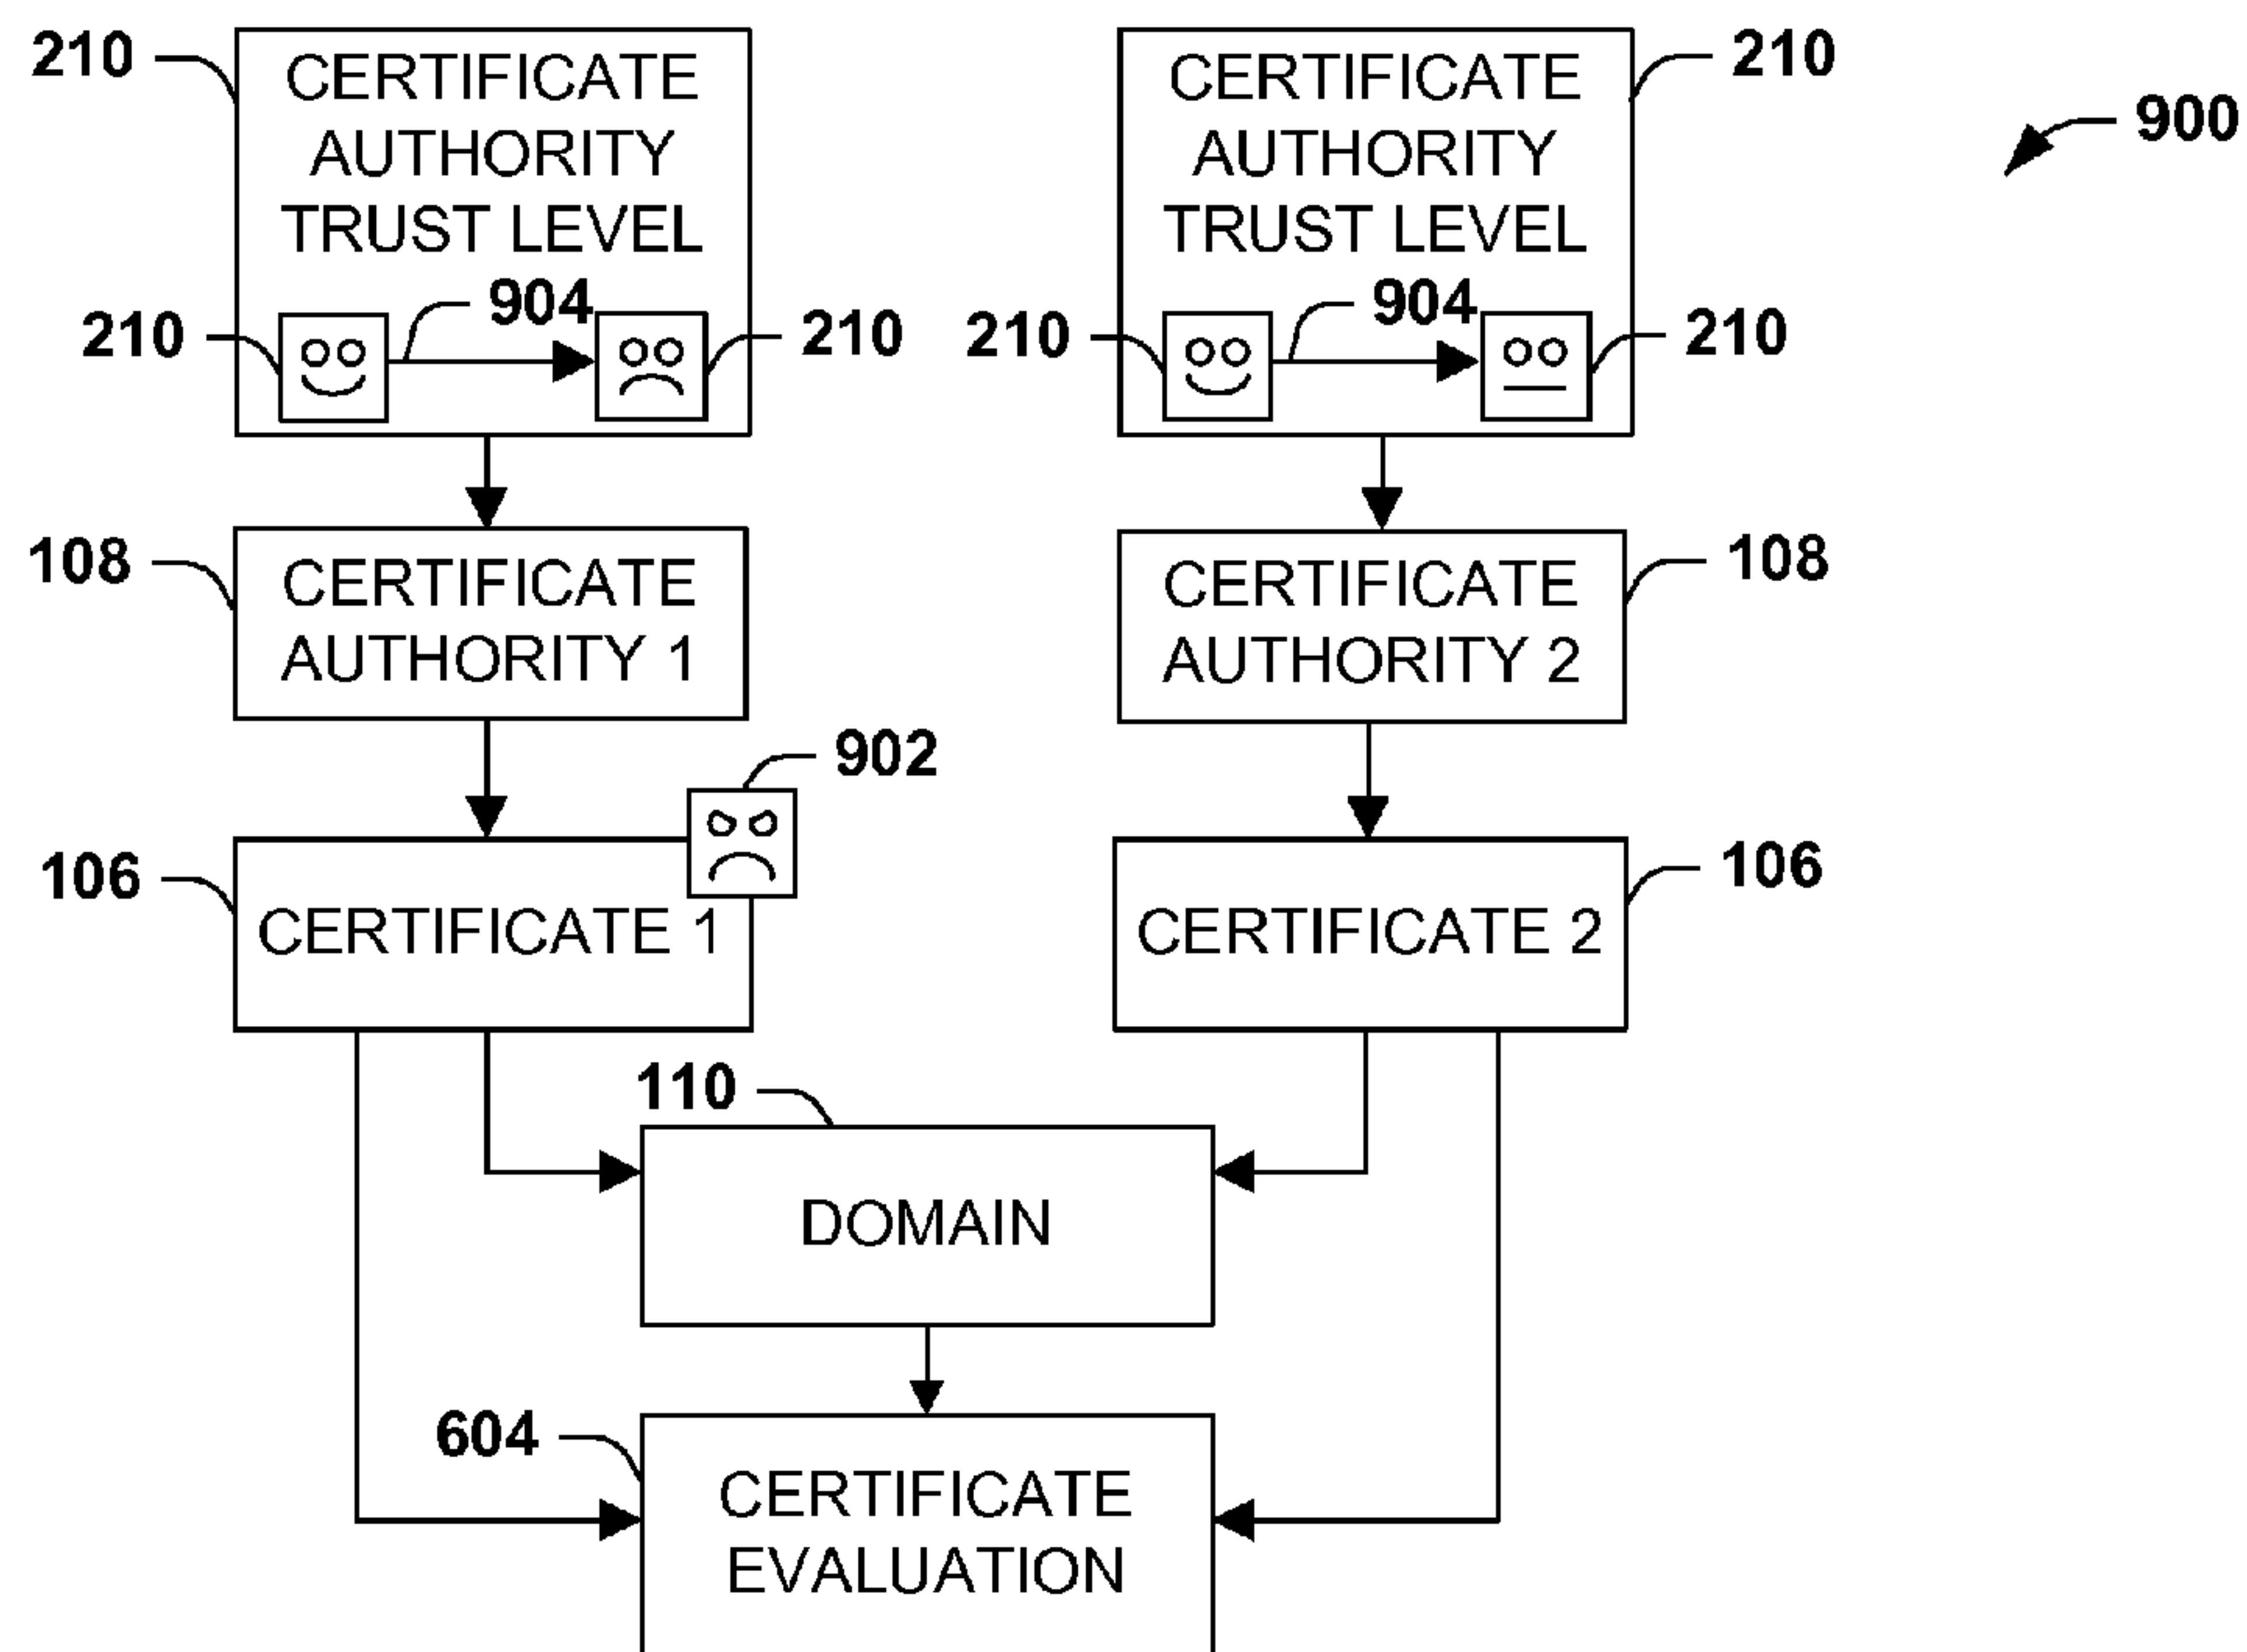 210
CERTIFICATE
AUTHORITY
TRUST LEVEL
904
210
210
210
CERTIFICATE
AUTHORITY
TRUST LEVEL
904
210
210
900
108
CERTIFICATE
AUTHORITY 1
CERTIFICATE
AUTHORITY 2
108
902
106
CERTIFICATE 1
CERTIFICATE 2
106
110
DOMAIN
604
CERTIFICATE
EVALUATION